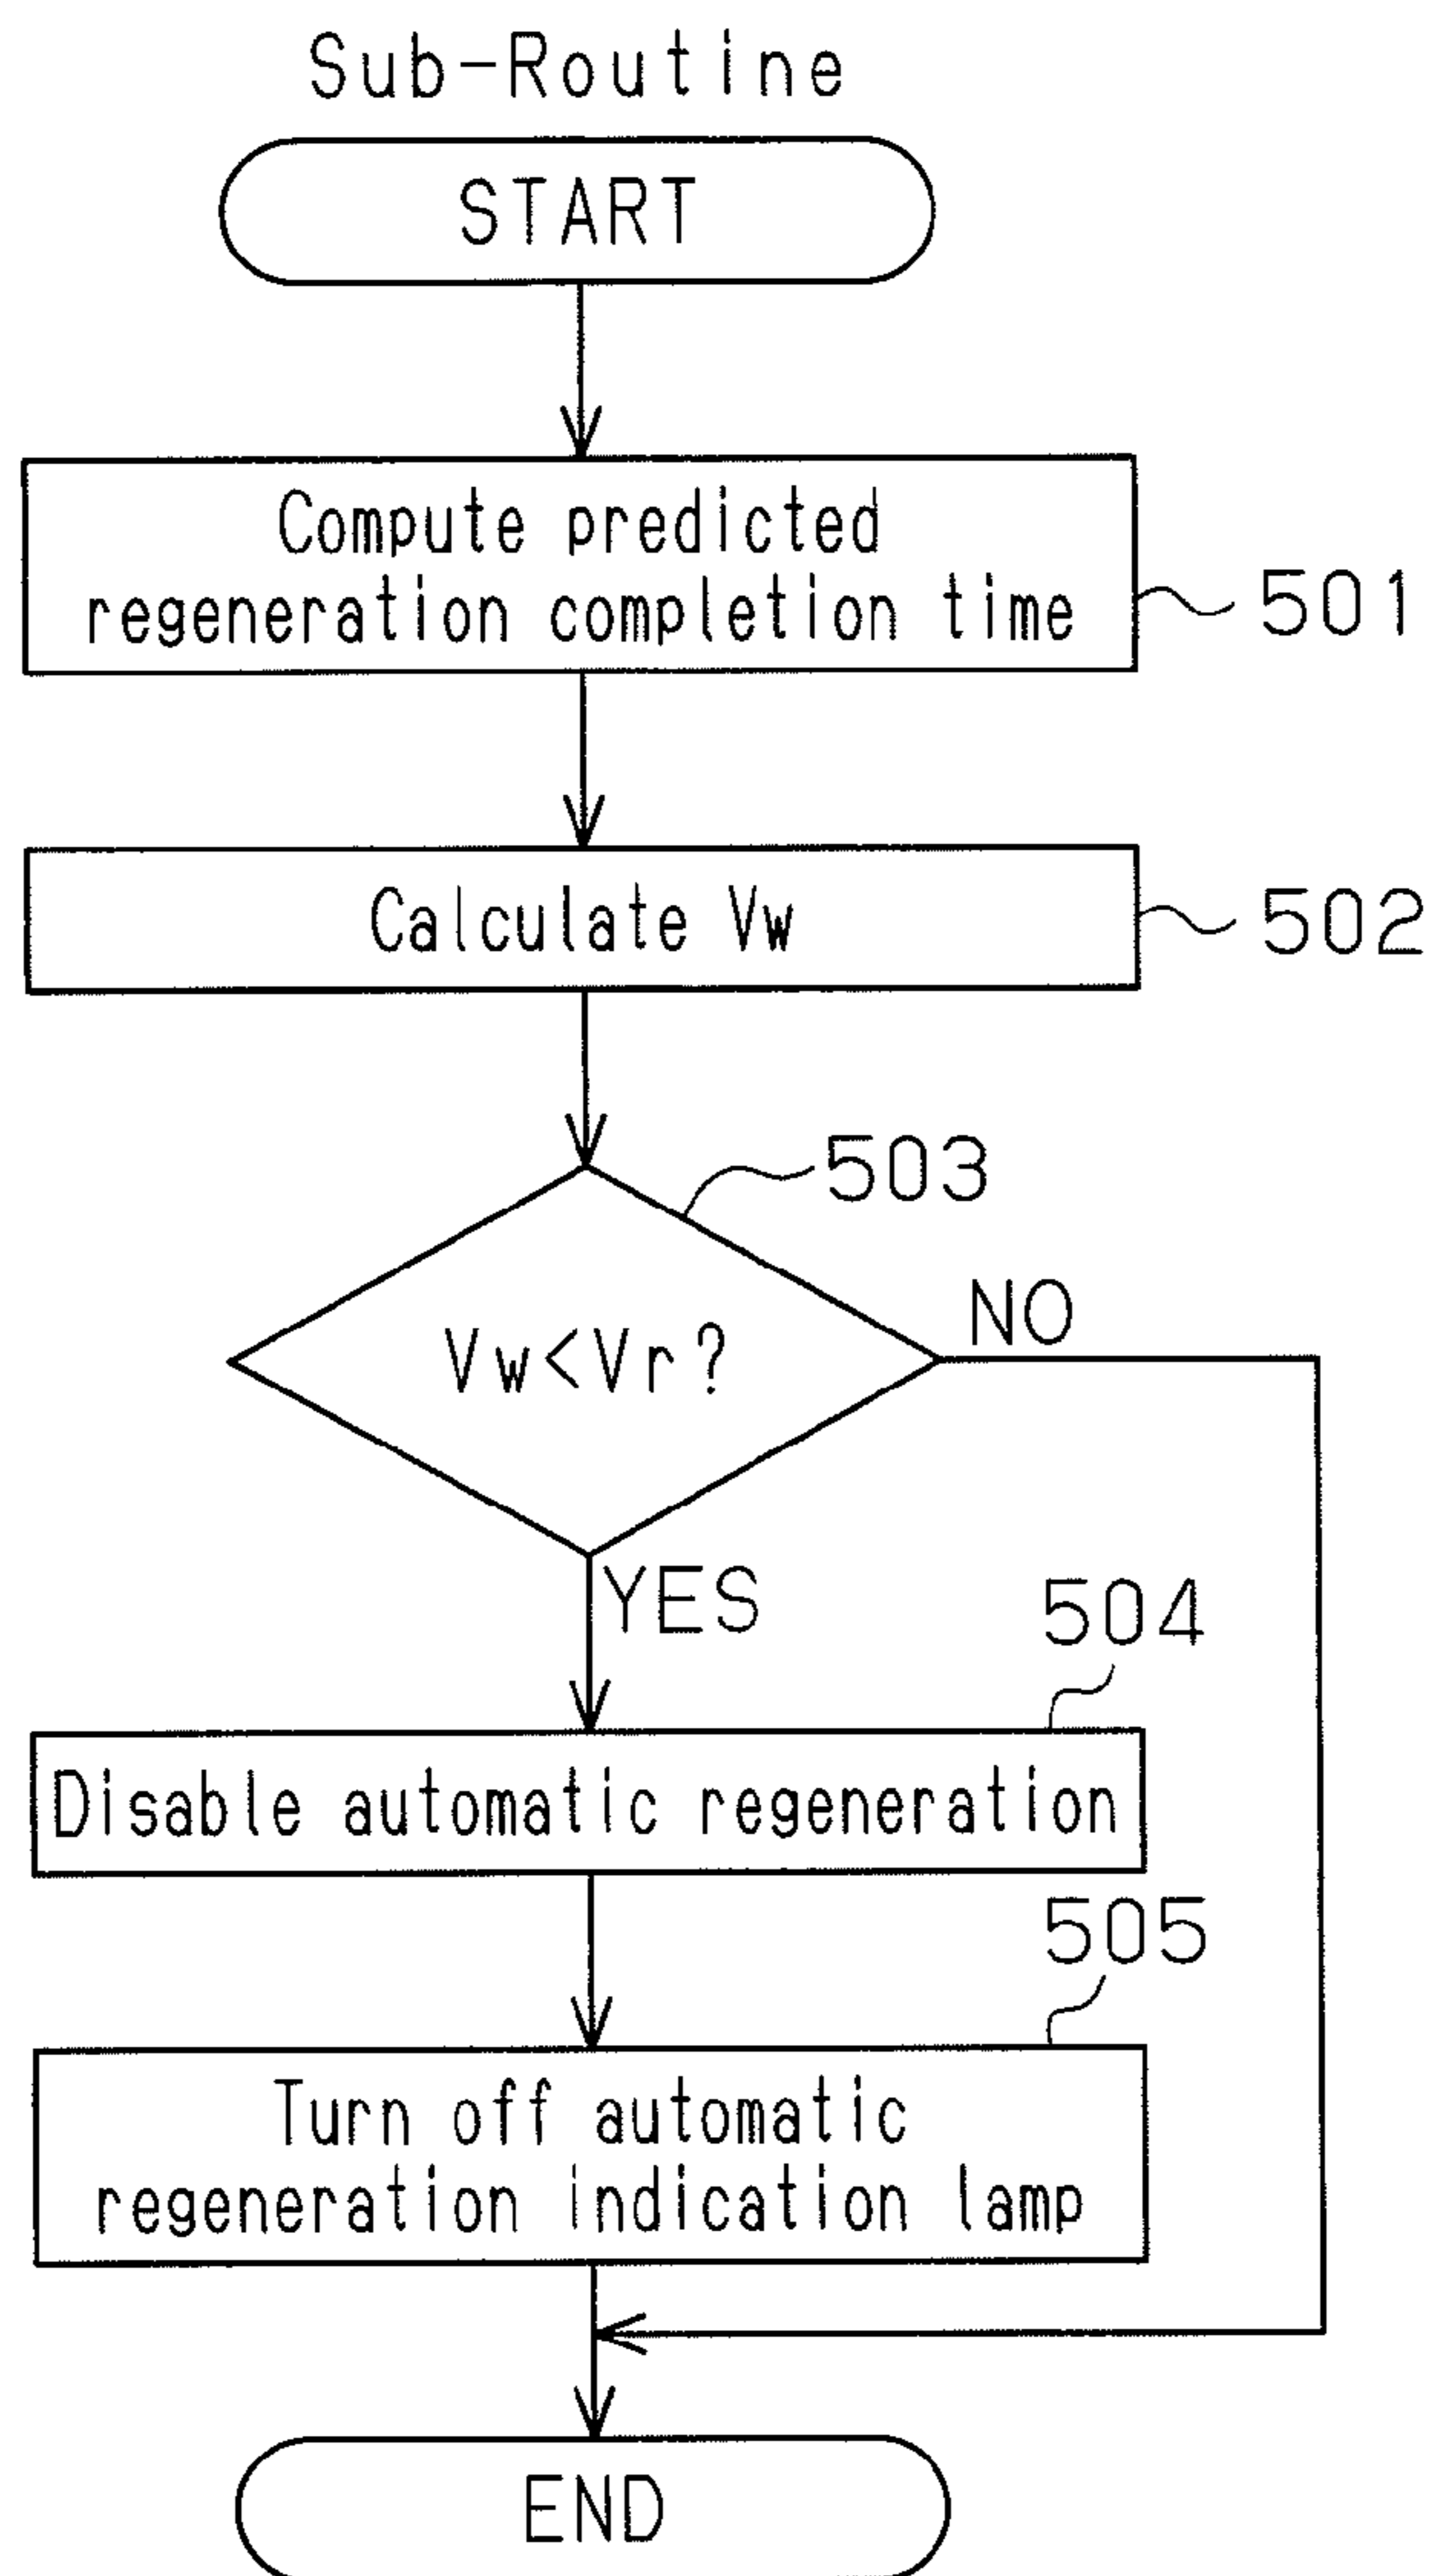 Sub-Routine
START
Compute predicted
regeneration completion time
501
Calculate Vw
502
503
Vw<Vr?
NO
YES
504
Disable automatic regeneration
505
Turn off automatic
regeneration indication lamp
END